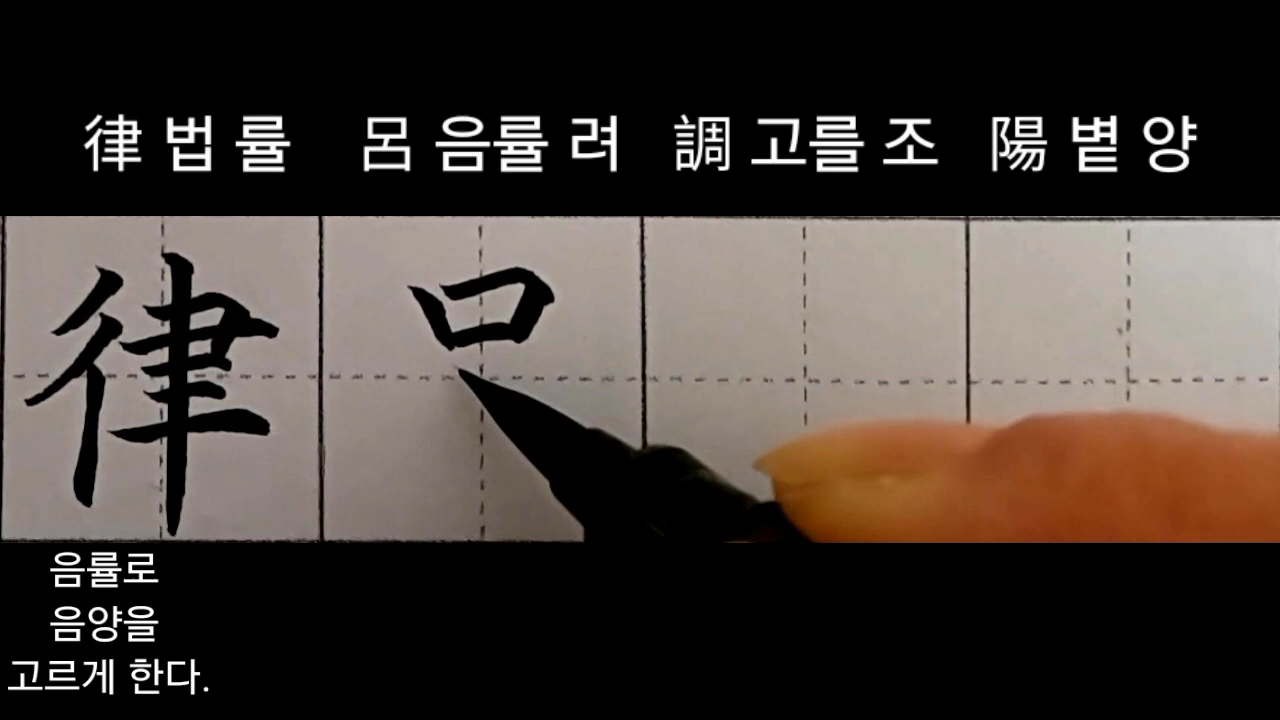 律 법 률 呂 음률 려 調 고를 조 陽 볕 양
律 口
음률로
음양을
고르게 한다.